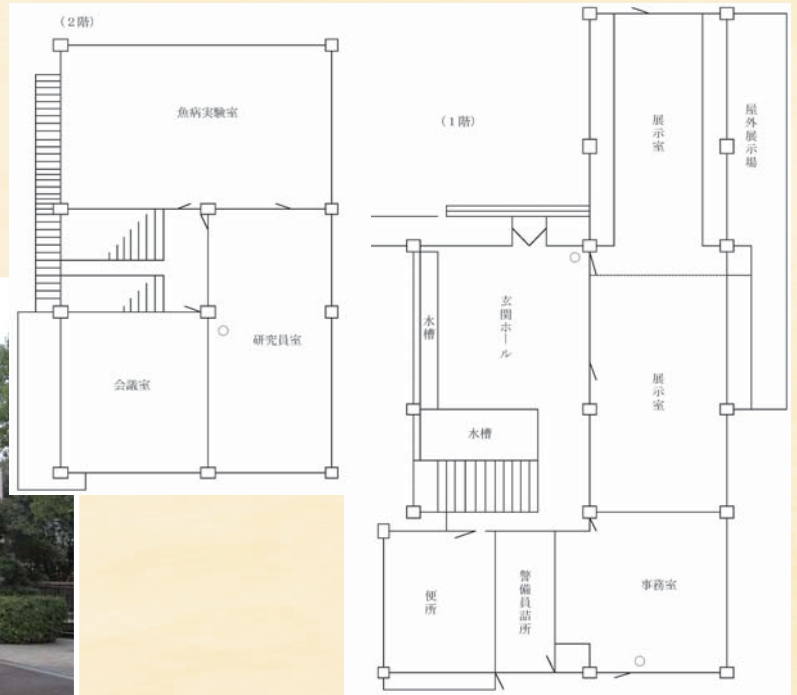 (2階)
魚病実験室
研究員室
会議室
(1階)
展示室
屋外展示場
玄関ホール
水槽
展示室
水槽
便所
警備員詰所
事務室